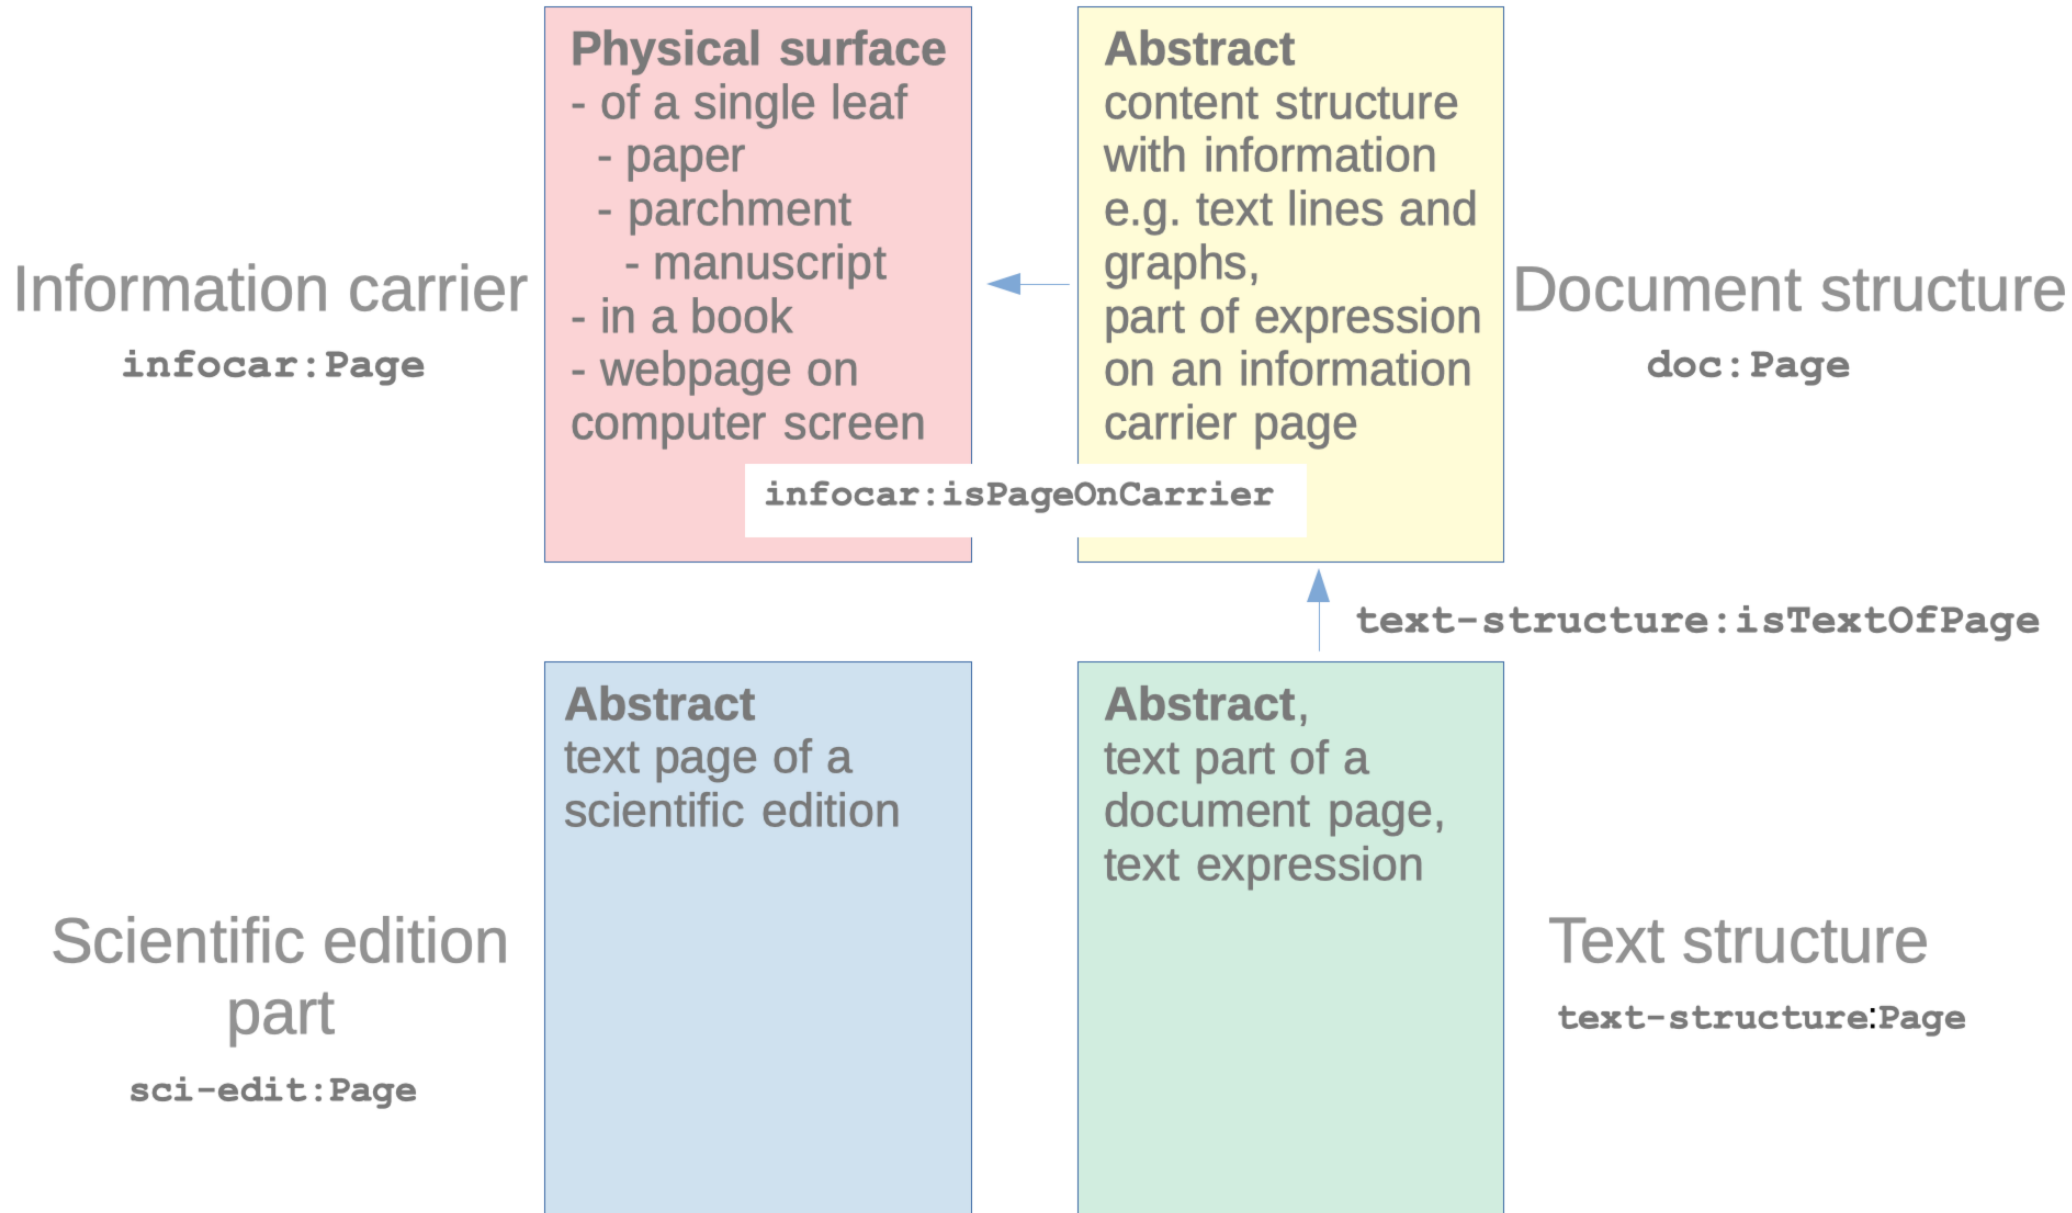 Physical surface
- of a single leaf
- paper
- parchment
- manuscript
- in a book
- webpage on
computer screen
Abstract
content structure
with information
e.g. text lines and
graphs,
part of expression
on an information
carrier page
Information carrier
infocar:Page
Document structure
doc:Page
infocar:isPageOnCarrier
text-structure:isTextOfPage
Abstract
text page of a
scientific edition
Abstract,
text part of a
document page,
text expression
Scientific edition
part
sci-edit:Page
Text structure
text-structure:Page